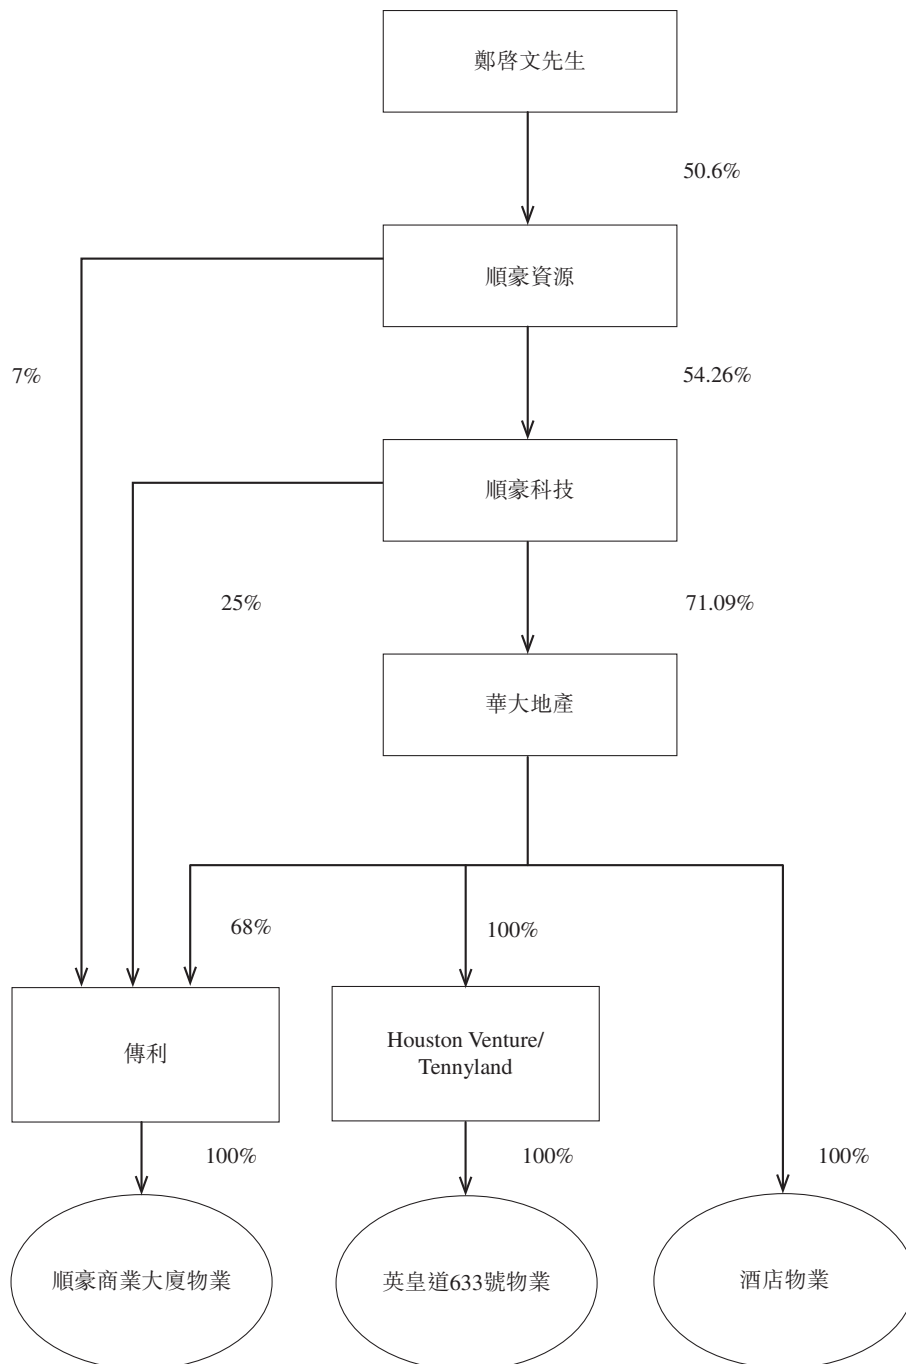 鄭啓文先生
50.6%
順豪資源
7%
54.26%
順豪科技
25%
71.09%
華大地產
68%
100%
傳利
Houston Venture/
Tennyland
100%
100%
100%
順豪商業大廈物業
英皇道633號物業
酒店物業